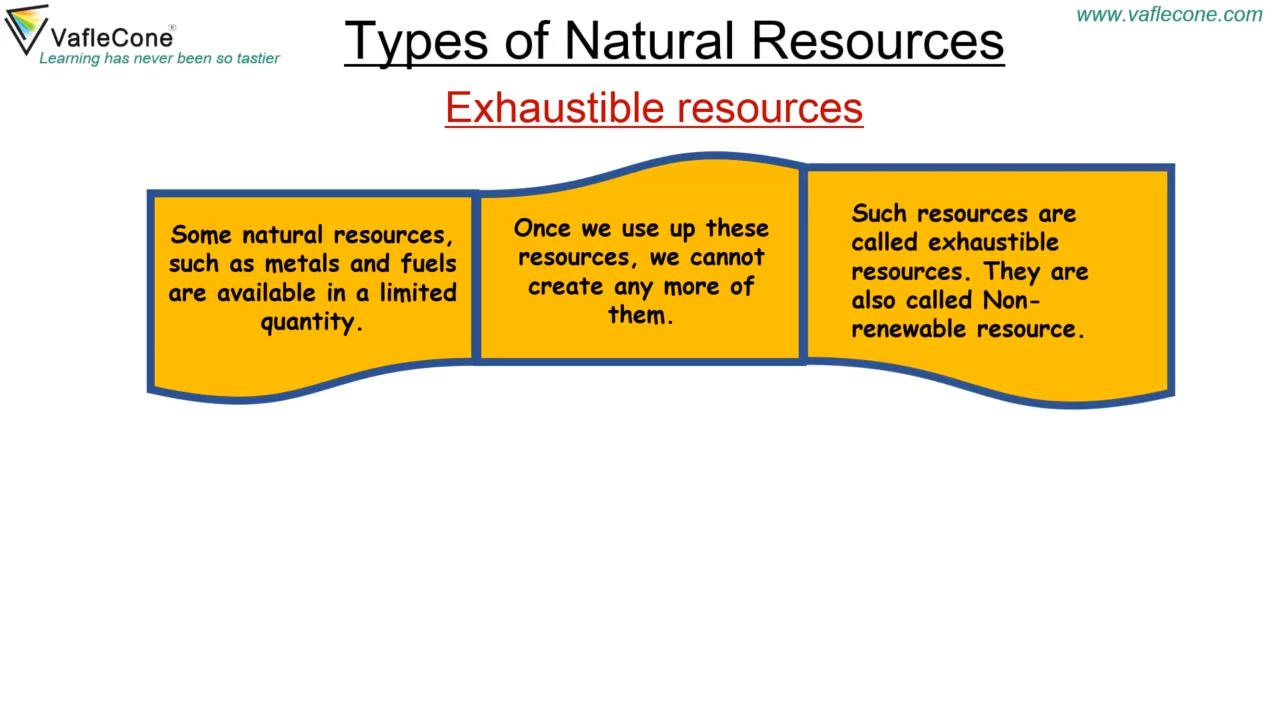 VafleCone®
Learning has never been so tastier
www.vaflecone.com
Types of Natural Resources
Exhaustible resources
Some natural resources,
such as metals and fuels
are available in a limited
quantity.
Once we use up these
resources, we cannot
create any more of
them.
Such resources are
called exhaustible
resources. They are
also called Non-
renewable resource.